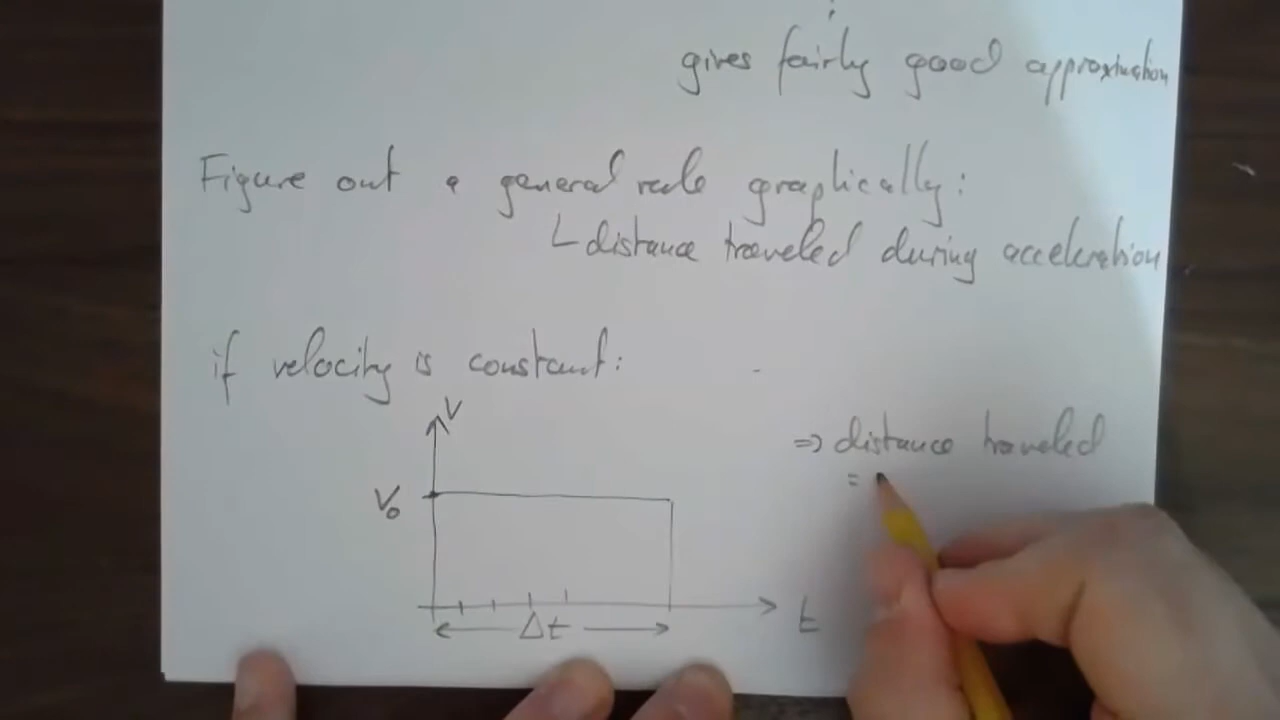 gives fairly good approximation
Figure out a general rule graphically:
distance traveled during acceleration
if velocity is constant:
V
⇒ distance traveled
=
V₀
Δt
t